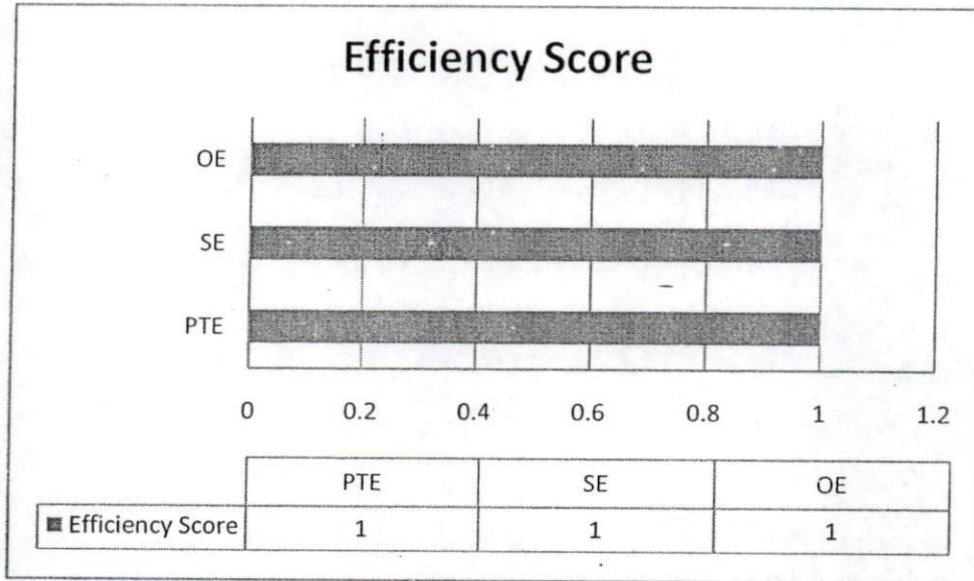 Efficiency Score
OE
SE
PTE
0 0.2 0.4 0.6 0.8 1 1.2
PTE SE OE
Efficiency Score 1 1 1